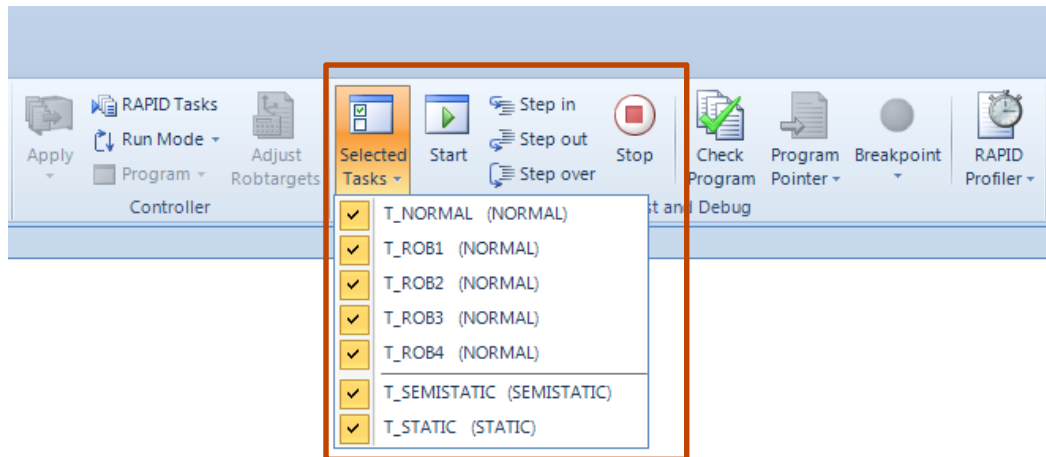 Apply
RAPID Tasks
Run Mode
Program
Adjust
Robtargets
Controller
Selected
Tasks
Start
Step in
Step out
Step over
Stop
Check
Program
Program
Pointer
Breakpoint
st and Debug
RAPID
Profiler
T_NORMAL (NORMAL)
T_ROB1 (NORMAL)
T_ROB2 (NORMAL)
T_ROB3 (NORMAL)
T_ROB4 (NORMAL)
T_SEMISTATIC (SEMISTATIC)
T_STATIC (STATIC)